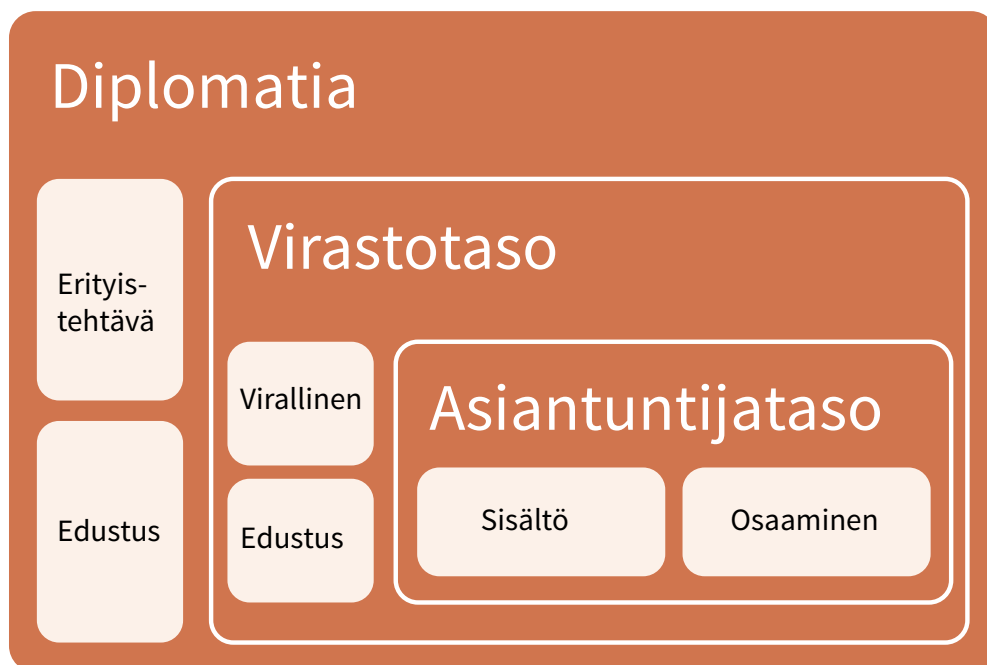 Diplomatia
Erityis-
tehtävä
Edustus
Virastotaso
Virallinen
Edustus
Asiantuntijataso
Sisältö
Osaaminen